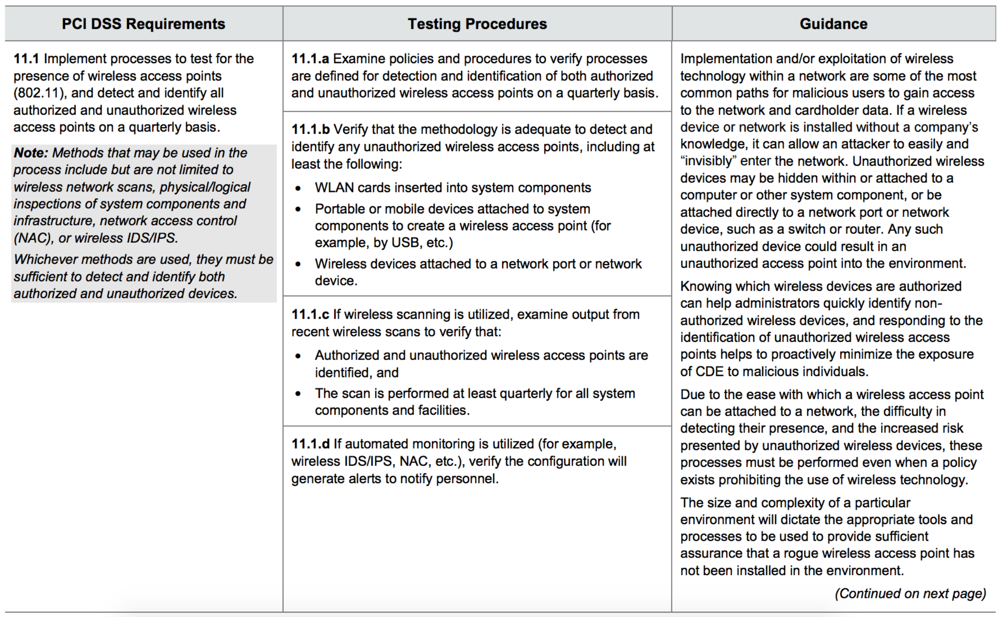 PCI DSS Requirements
Testing Procedures
Guidance
11.1 Implement processes to test for the
presence of wireless access points
(802.11), and detect and identify all
authorized and unauthorized wireless
access points on a quarterly basis.
Note: Methods that may be used in the
process include but are not limited to
wireless network scans, physical/logical
inspections of system components and
infrastructure, network access control
(NAC), or wireless IDS/IPS.
Whichever methods are used, they must be
sufficient to detect and identify both
authorized and unauthorized devices.
11.1.a Examine policies and procedures to verify processes
are defined for detection and identification of both authorized
and unauthorized wireless access points on a quarterly basis.
11.1.b Verify that the methodology is adequate to detect and
identify any unauthorized wireless access points, including at
least the following:
• WLAN cards inserted into system components
• Portable or mobile devices attached to system
components to create a wireless access point (for
example, by USB, etc.)
• Wireless devices attached to a network port or network
device.
11.1.c If wireless scanning is utilized, examine output from
recent wireless scans to verify that:
• Authorized and unauthorized wireless access points are
identified, and
• The scan is performed at least quarterly for all system
components and facilities.
11.1.d If automated monitoring is utilized (for example,
wireless IDS/IPS, NAC, etc.), verify the configuration will
generate alerts to notify personnel.
Implementation and/or exploitation of wireless
technology within a network are some of the most
common paths for malicious users to gain access
to the network and cardholder data. If a wireless
device or network is installed without a company’s
knowledge, it can allow an attacker to easily and
“invisibly” enter the network. Unauthorized wireless
devices may be hidden within or attached to a
computer or other system component, or be
attached directly to a network port or network
device, such as a switch or router. Any such
unauthorized device could result in an
unauthorized access point into the environment.
Knowing which wireless devices are authorized
can help administrators quickly identify non-
authorized wireless devices, and responding to the
identification of unauthorized wireless access
points helps to proactively minimize the exposure
of CDE to malicious individuals.
Due to the ease with which a wireless access point
can be attached to a network, the difficulty in
detecting their presence, and the increased risk
presented by unauthorized wireless devices, these
processes must be performed even when a policy
exists prohibiting the use of wireless technology.
The size and complexity of a particular
environment will dictate the appropriate tools and
processes to be used to provide sufficient
assurance that a rogue wireless access point has
not been installed in the environment.
(Continued on next page)